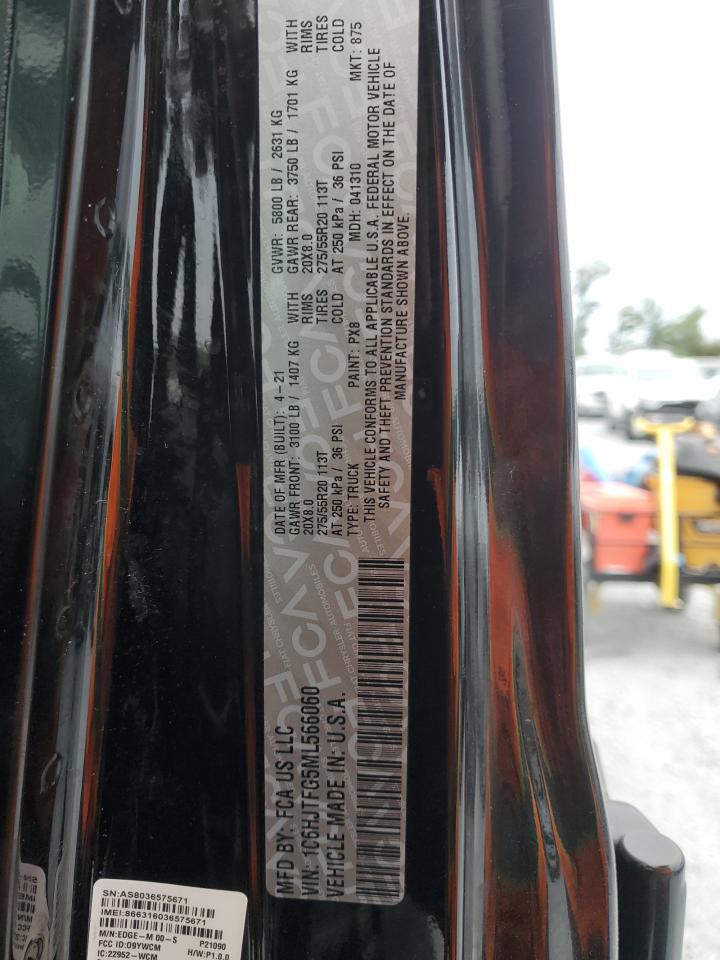 MFD BY: FCA US LLC
VIN: 1C6HJTFG5ML566060
VEHICLE MADE IN: U.S.A.
DATE OF MFR (BUILT): 4-21 GVWR: 5800 LB / 2631 KG
GAWR FRONT: 3100 LB / 1407 KG WITH GAWR REAR: 3750 LB / 1701 KG WITH
20X8.0 RIMS 20X8.0 RIMS
275/55R20 113T TIRES 275/55R20 113T TIRES
AT 250 kPa / 36 PSI COLD AT 250 kPa / 36 PSI COLD
TYPE: TRUCK PAINT: PX8 MDH: 041310 MKT: 875
THIS VEHICLE CONFORMS TO ALL APPLICABLE U.S.A. FEDERAL MOTOR VEHICLE
SAFETY AND THEFT PREVENTION STANDARDS IN EFFECT ON THE DATE OF
MANUFACTURE SHOWN ABOVE.
SN: AS8036575671
IMEI: 866316036575671
M/N:EDGE-M 00-S P21090
FCC ID:O9YWCM H/W:P1.0.0
IC:22952-WCM